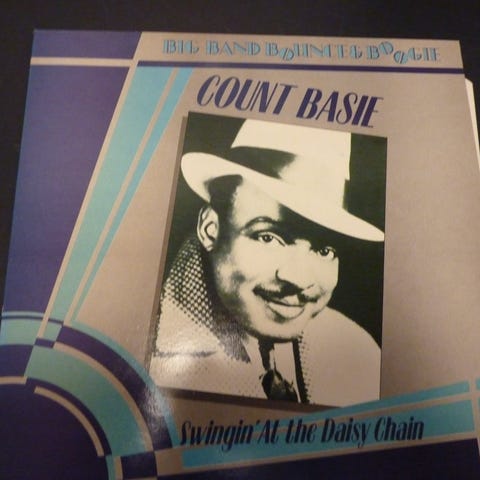 BIG BAND BOUNCE & BOOGIE
COUNT BASIE
Swingin' At the Daisy Chain